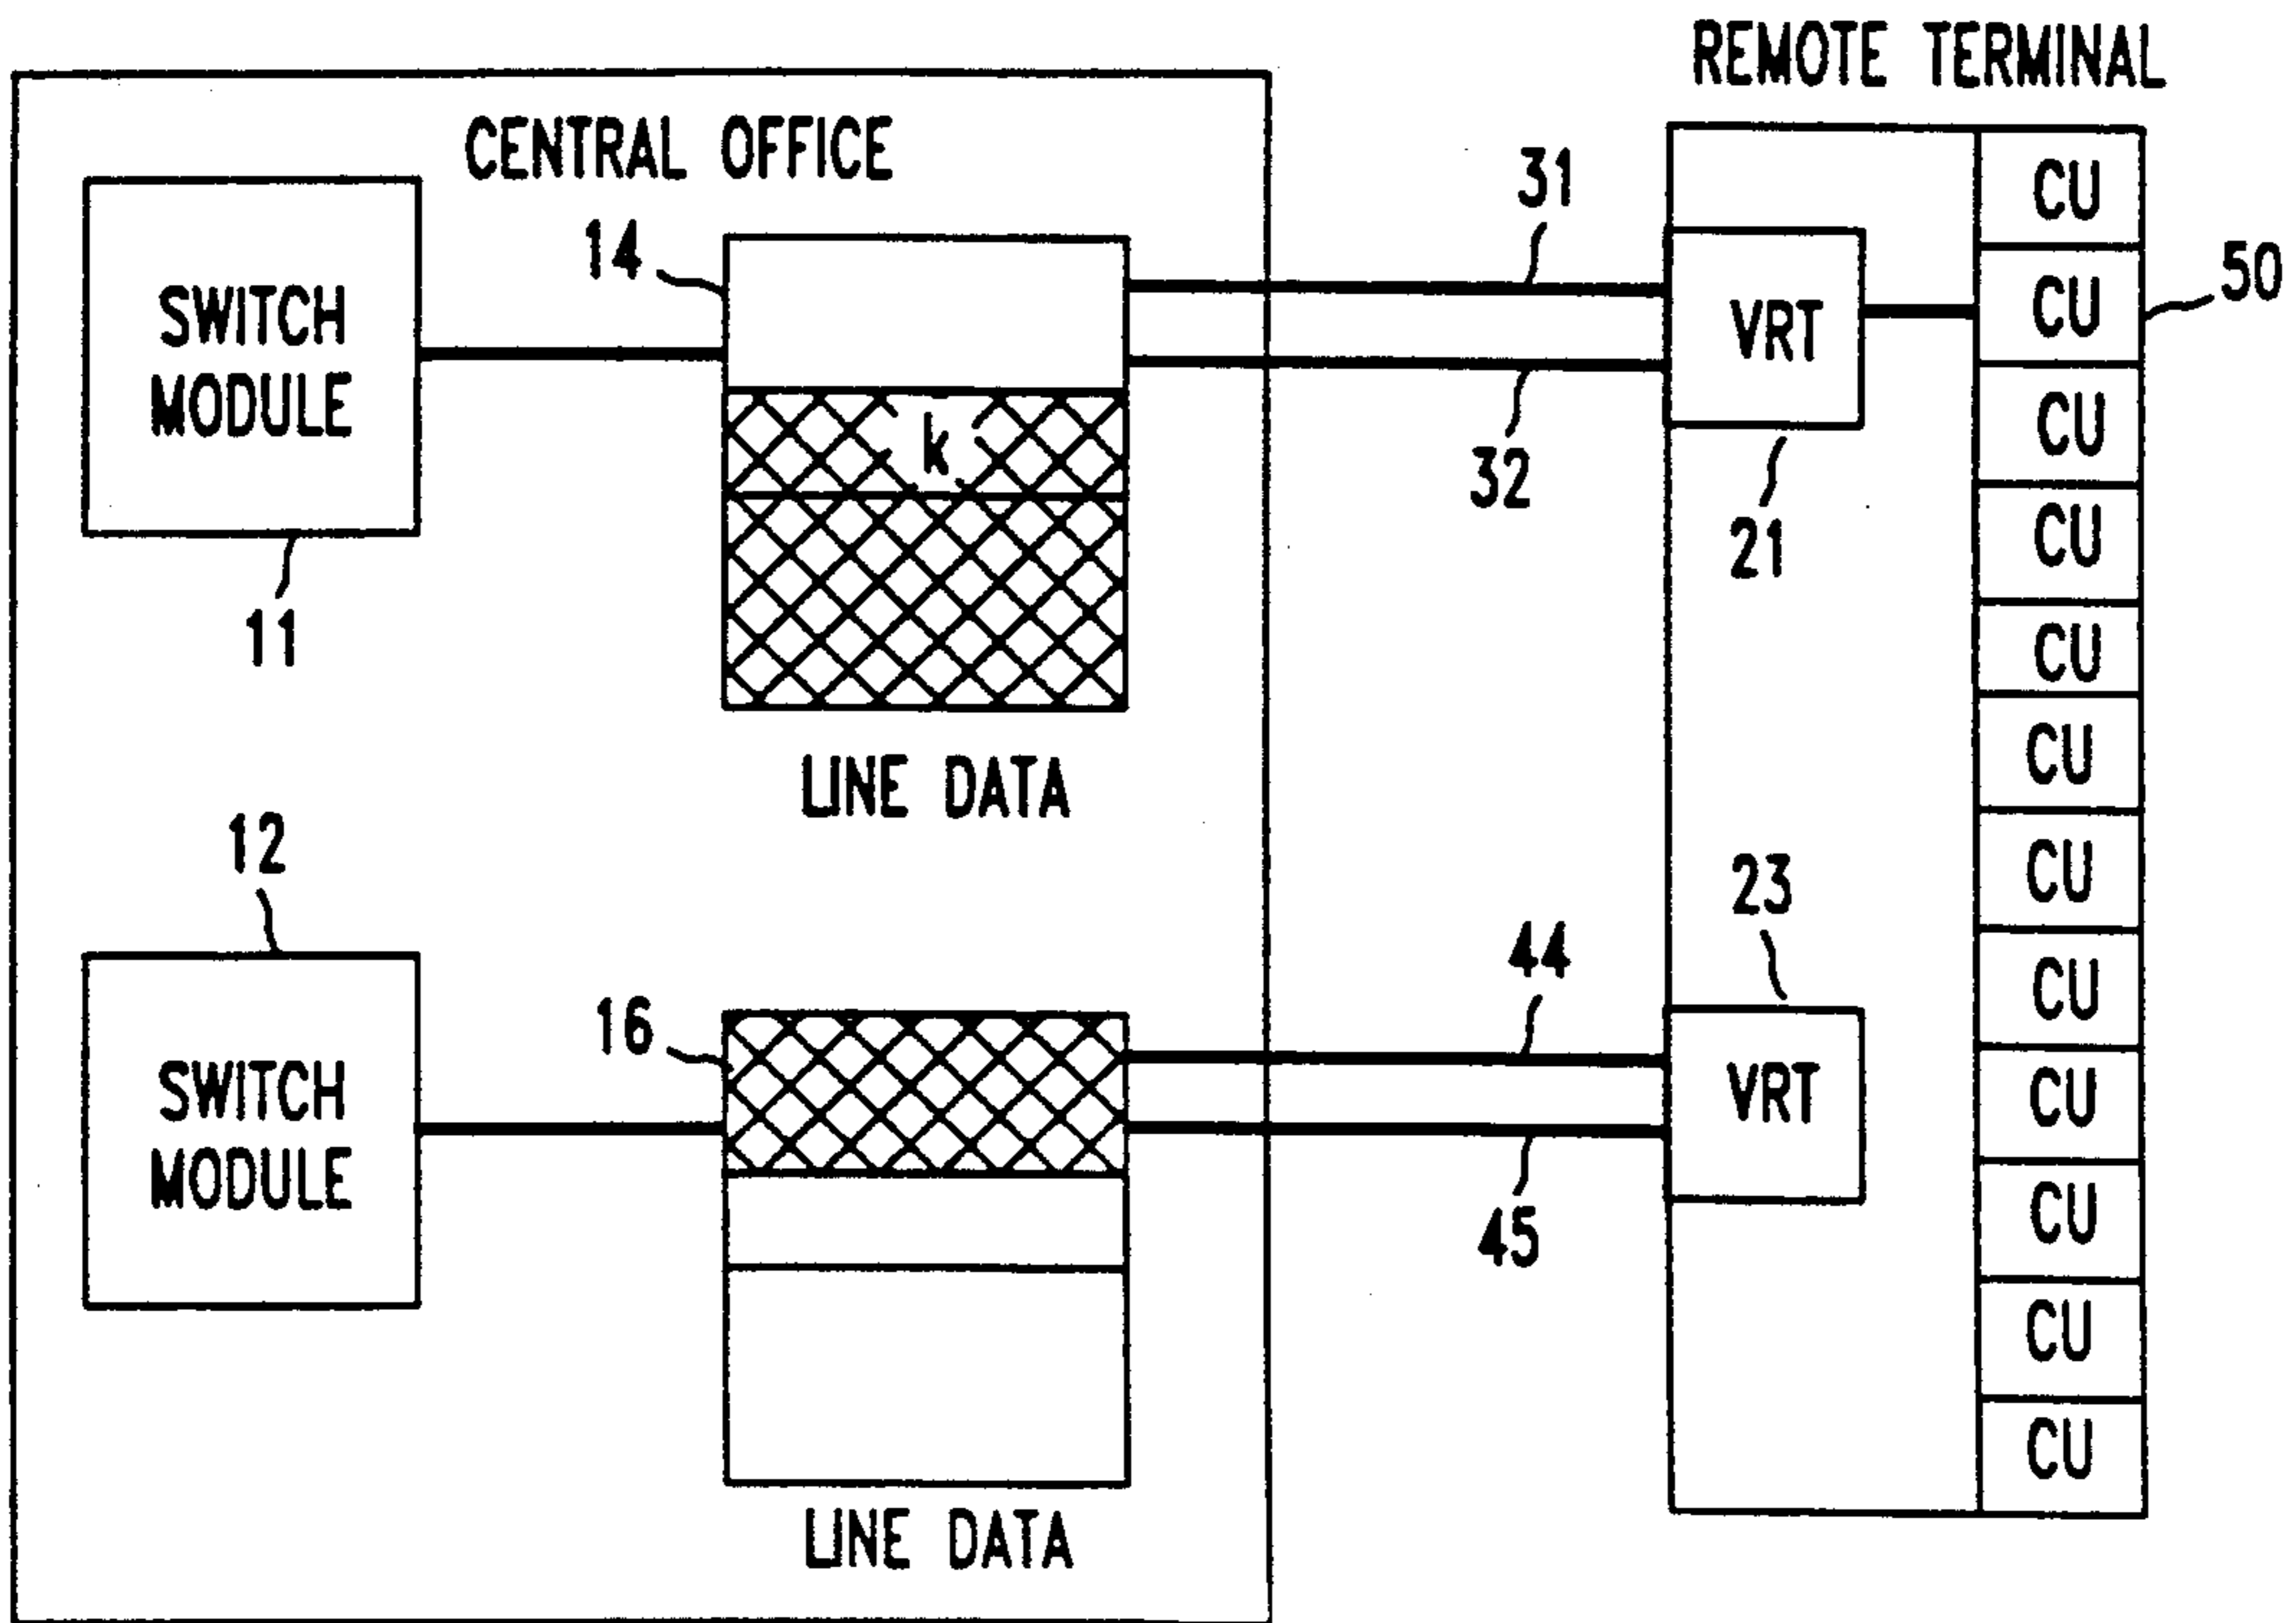 REMOTE TERMINAL
CENTRAL OFFICE
SWITCH
MODULE
11
14
k
LINE DATA
31
32
VRT
21
50
CU
CU
CU
CU
CU
CU
CU
CU
CU
CU
CU
CU
12
SWITCH
MODULE
16
LINE DATA
44
45
23
VRT